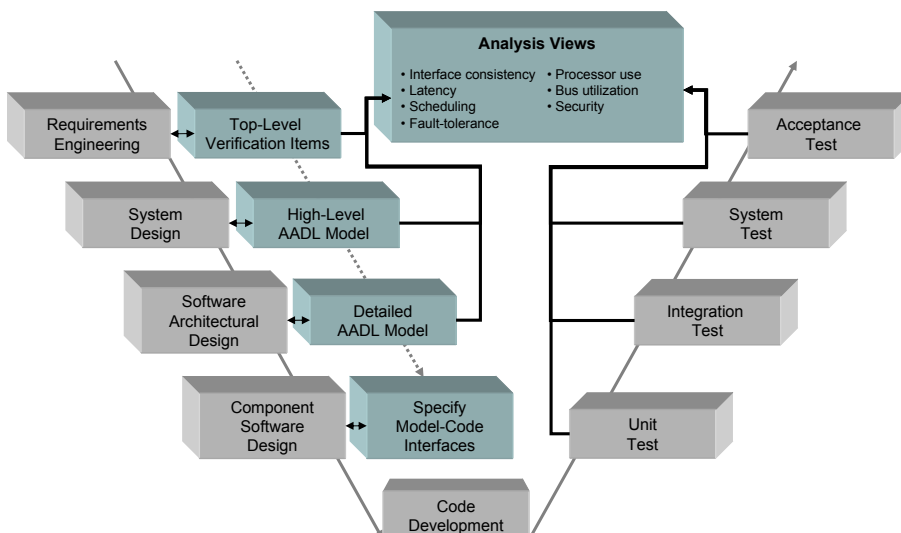 Analysis Views
• Interface consistency
• Latency
• Scheduling
• Fault-tolerance
• Processor use
• Bus utilization
• Security
Requirements
Engineering
Top-Level
Verification Items
Acceptance
Test
System
Design
High-Level
AADL Model
System
Test
Software
Architectural
Design
Detailed
AADL Model
Integration
Test
Component
Software
Design
Specify
Model-Code
Interfaces
Unit
Test
Code
Development